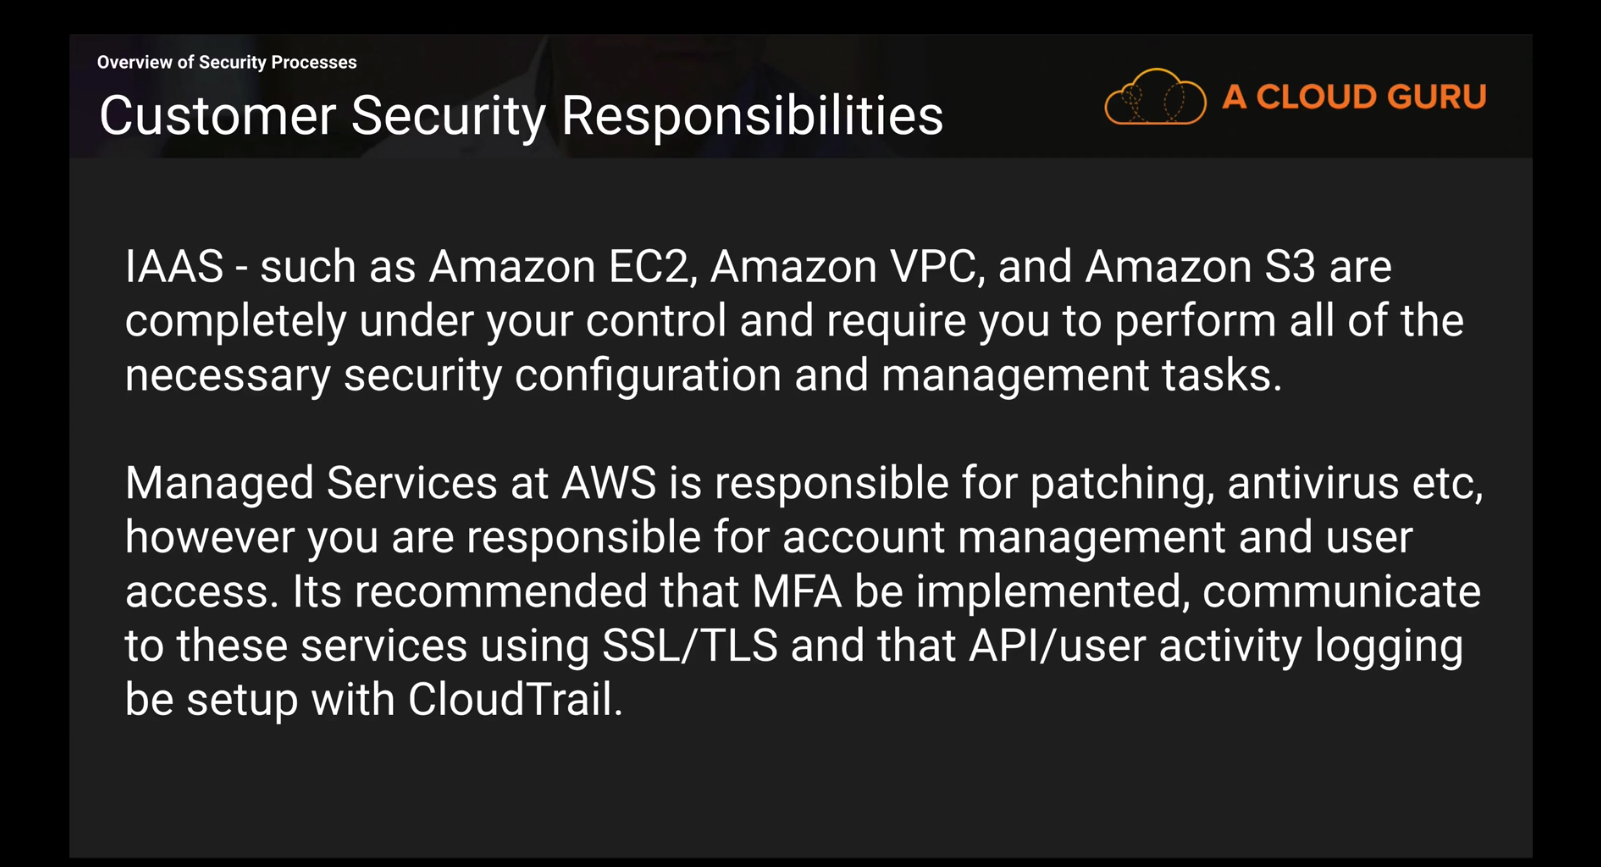 Overview of Security Processes
Customer Security Responsibilities
A CLOUD GURU
IAAS - such as Amazon EC2, Amazon VPC, and Amazon S3 are
completely under your control and require you to perform all of the
necessary security configuration and management tasks.
Managed Services at AWS is responsible for patching, antivirus etc,
however you are responsible for account management and user
access. Its recommended that MFA be implemented, communicate
to these services using SSL/TLS and that API/user activity logging
be setup with CloudTrail.